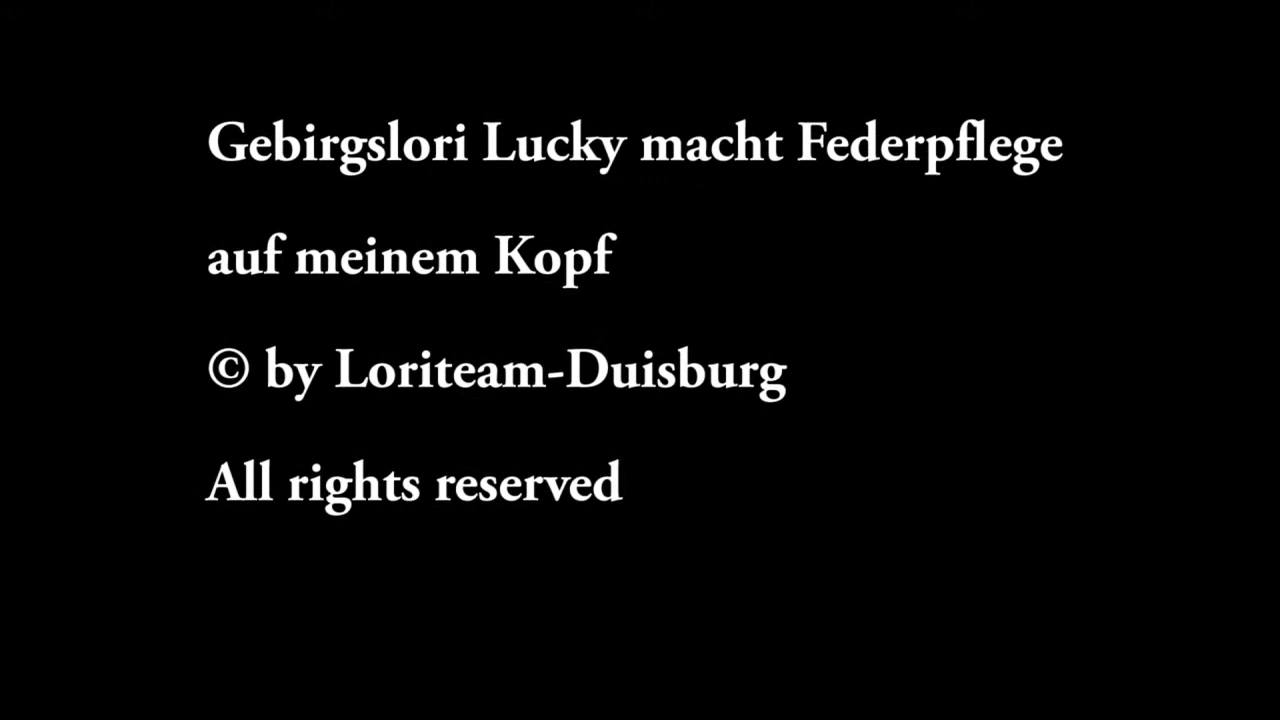 Gebirgslori Lucky macht Federpflege
auf meinem Kopf
© by Loriteam-Duisburg
All rights reserved